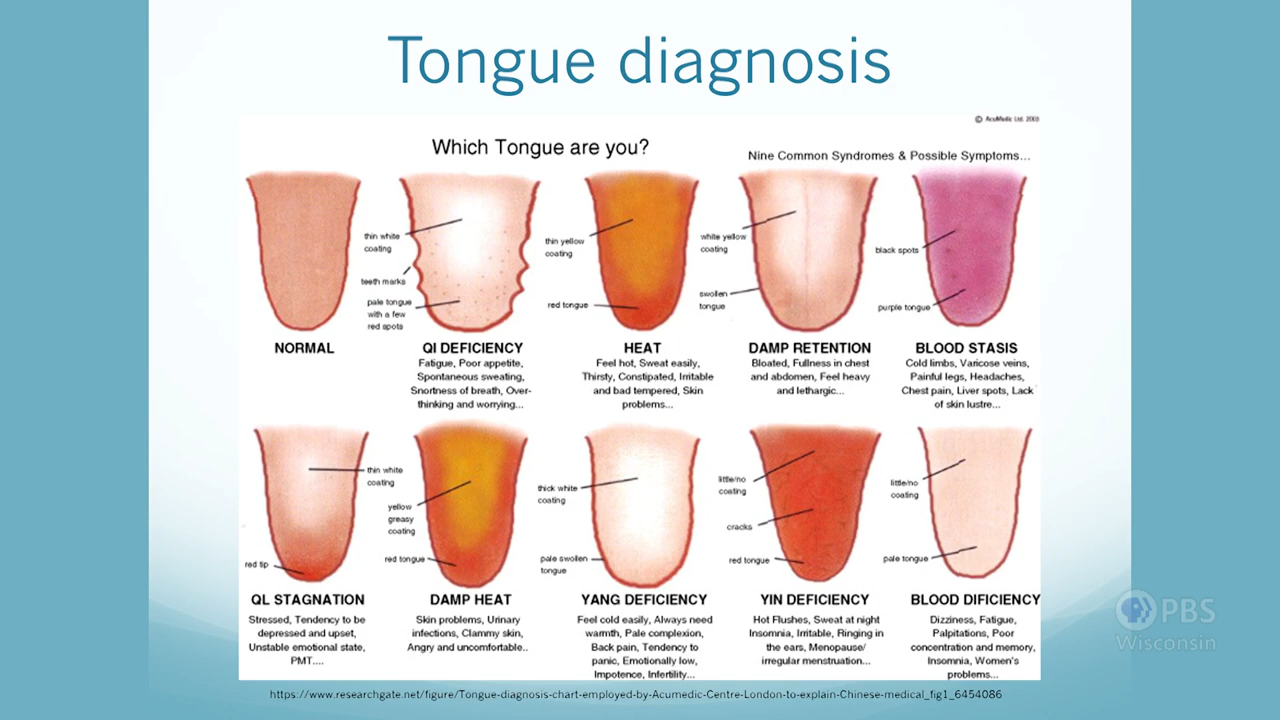 Tongue diagnosis
© AcuMedic Ltd. 2003
Which Tongue are you?
Nine Common Syndromes & Possible Symptoms...
thin white
coating
teeth marks
pale tongue
with a few
red spots
thin yellow
coating
red tongue
white yellow
coating
swollen
tongue
black spots
purple tongue
NORMAL
QI DEFICIENCY
Fatigue, Poor appetite,
Spontaneous sweating,
Snortness of breath, Over-
thinking and worrying...
HEAT
Feel hot, Sweat easily,
Thirsty, Constipated, Irritable
and bad tempered, Skin
problems...
DAMP RETENTION
Bloated, Fullness in chest
and abdomen, Feel heavy
and lethargic...
BLOOD STASIS
Cold limbs, Varicose veins,
Painful legs, Headaches,
Chest pain, Liver spots, Lack
of skin lustre...
thin white
coating
red tip
yellow
greasy
coating
red tongue
thick white
coating
pale swollen
tongue
little/no
coating
cracks
red tongue
little/no
coating
pale tongue
QL STAGNATION
Stressed, Tendency to be
depressed and upset,
Unstable emotional state,
PMT....
DAMP HEAT
Skin problems, Urinary
infections, Clammy skin,
Angry and uncomfortable..
YANG DEFICIENCY
Feel cold easily, Always need
warmth, Pale complexion,
Back pain, Tendency to
panic, Emotionally low,
Impotence, Infertility...
YIN DEFICIENCY
Hot Flushes, Sweat at night
Insomnia, Irritable, Ringing in
the ears, Menopause/
irregular menstruation...
BLOOD DIFICIENCY
Dizziness, Fatigue,
Palpitations, Poor
concentration and memory,
Insomnia, Women's
problems...
PBS
Wisconsin
https://www.researchgate.net/figure/Tongue-diagnosis-chart-employed-by-Acumedic-Centre-London-to-explain-Chinese-medical_fig1_6454086